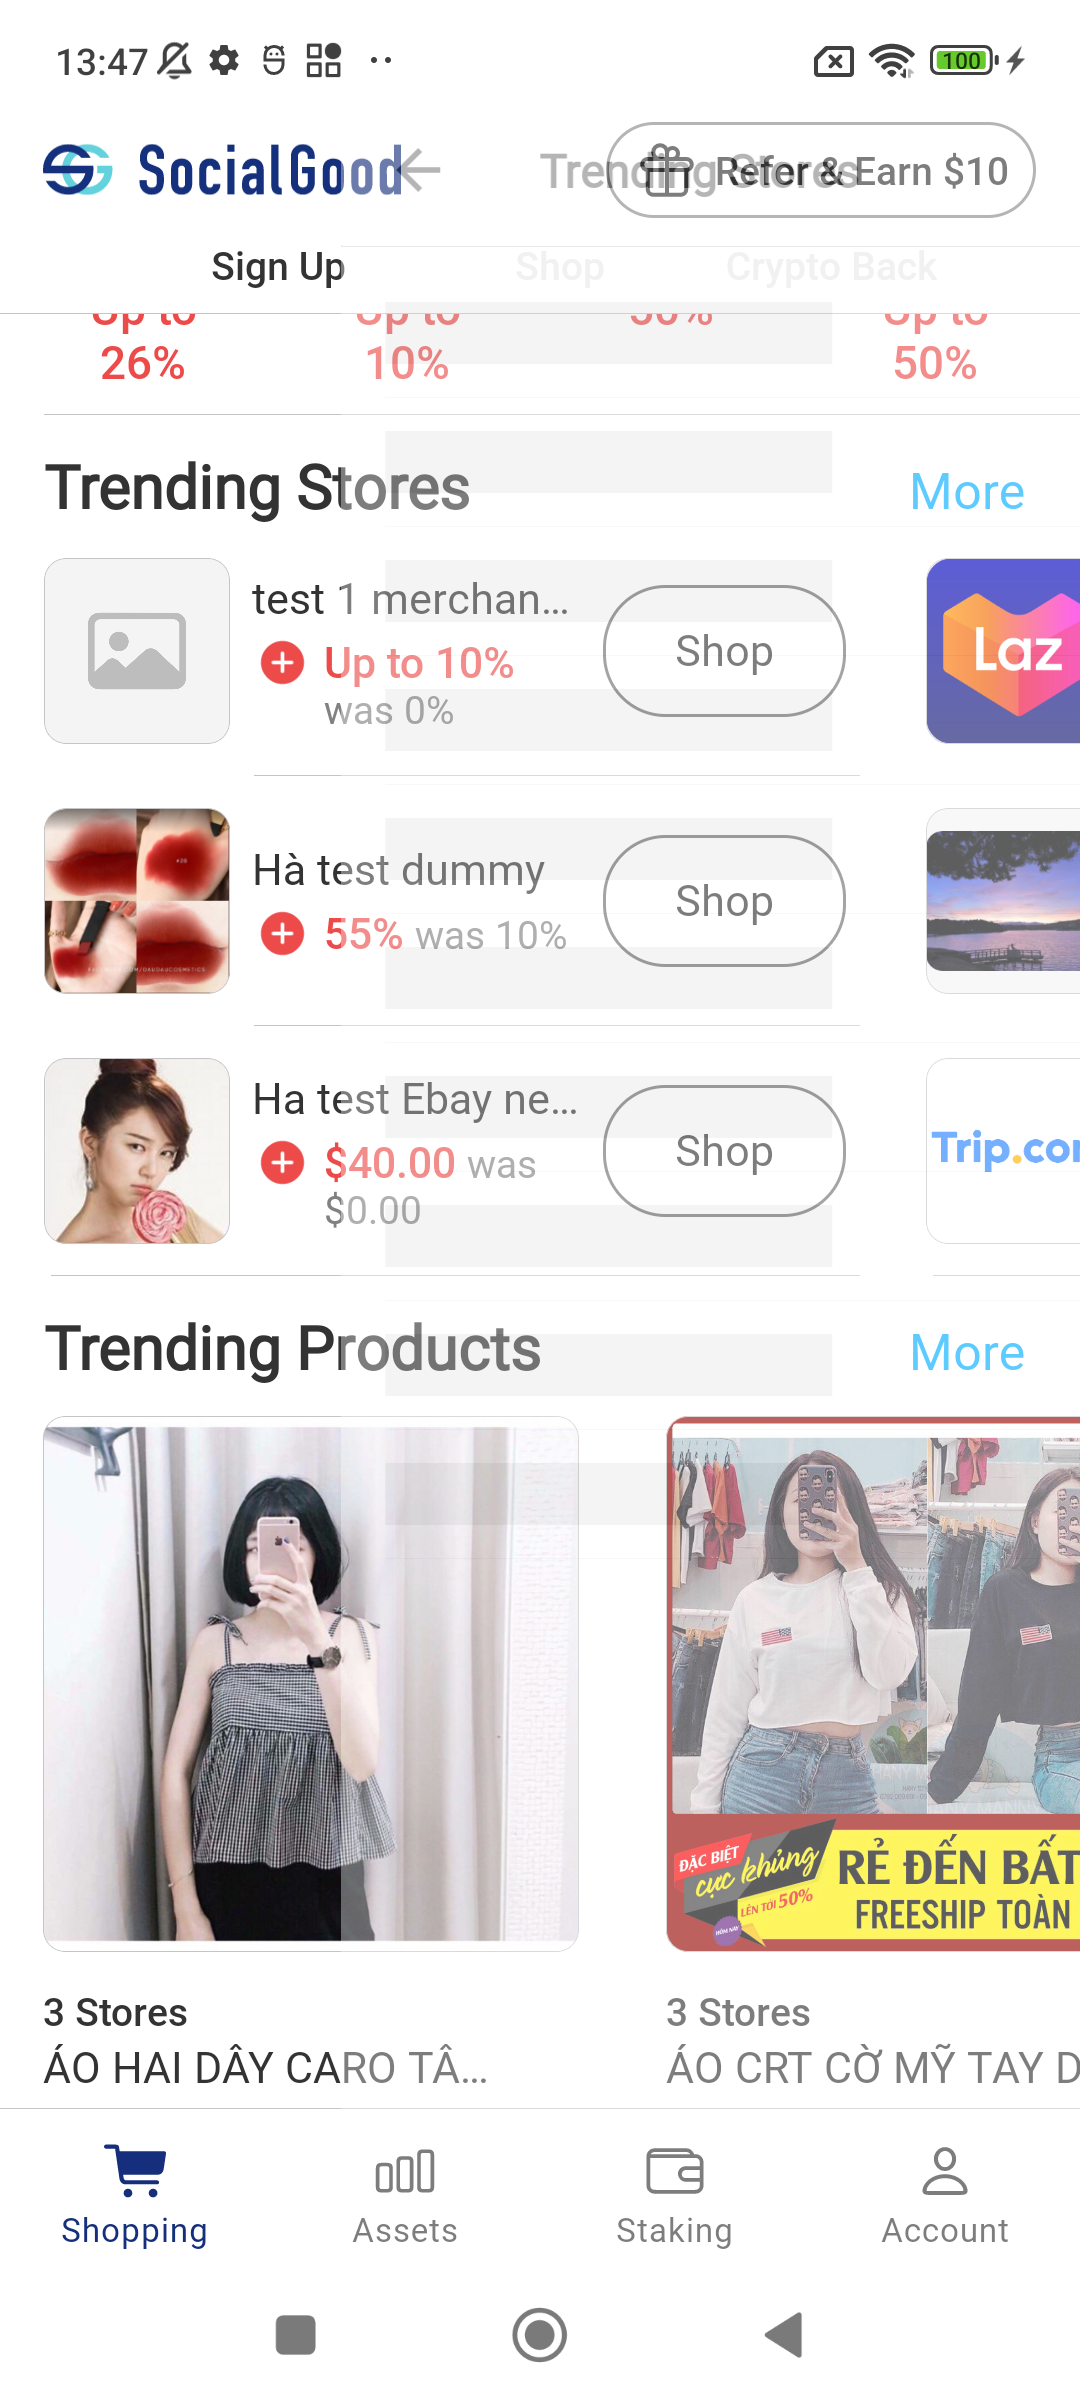 13:47
100
SocialGood
Trending Stores
Refer & Earn $10
Sign Up
Shop
Crypto Back
Up to
26%
Up to
10%
50%
Up to
50%
Trending Stores
More
test 1 merchan...
Up to 10%
was 0%
Shop
Laz
Hà test dummy
55% was 10%
Shop
Ha test Ebay ne...
$40.00 was
$0.00
Shop
Trip.co
Trending Products
More
ĐẶC BIỆT
cực khủng
LÊN TỚI 50%
HÔM NAY
RẺ ĐẾN BẤT
FREESHIP TOÀN
3 Stores
ÁO HAI DÂY CARO TÂ...
3 Stores
ÁO CRT CỜ MỸ TAY D
Shopping
Assets
Staking
Account